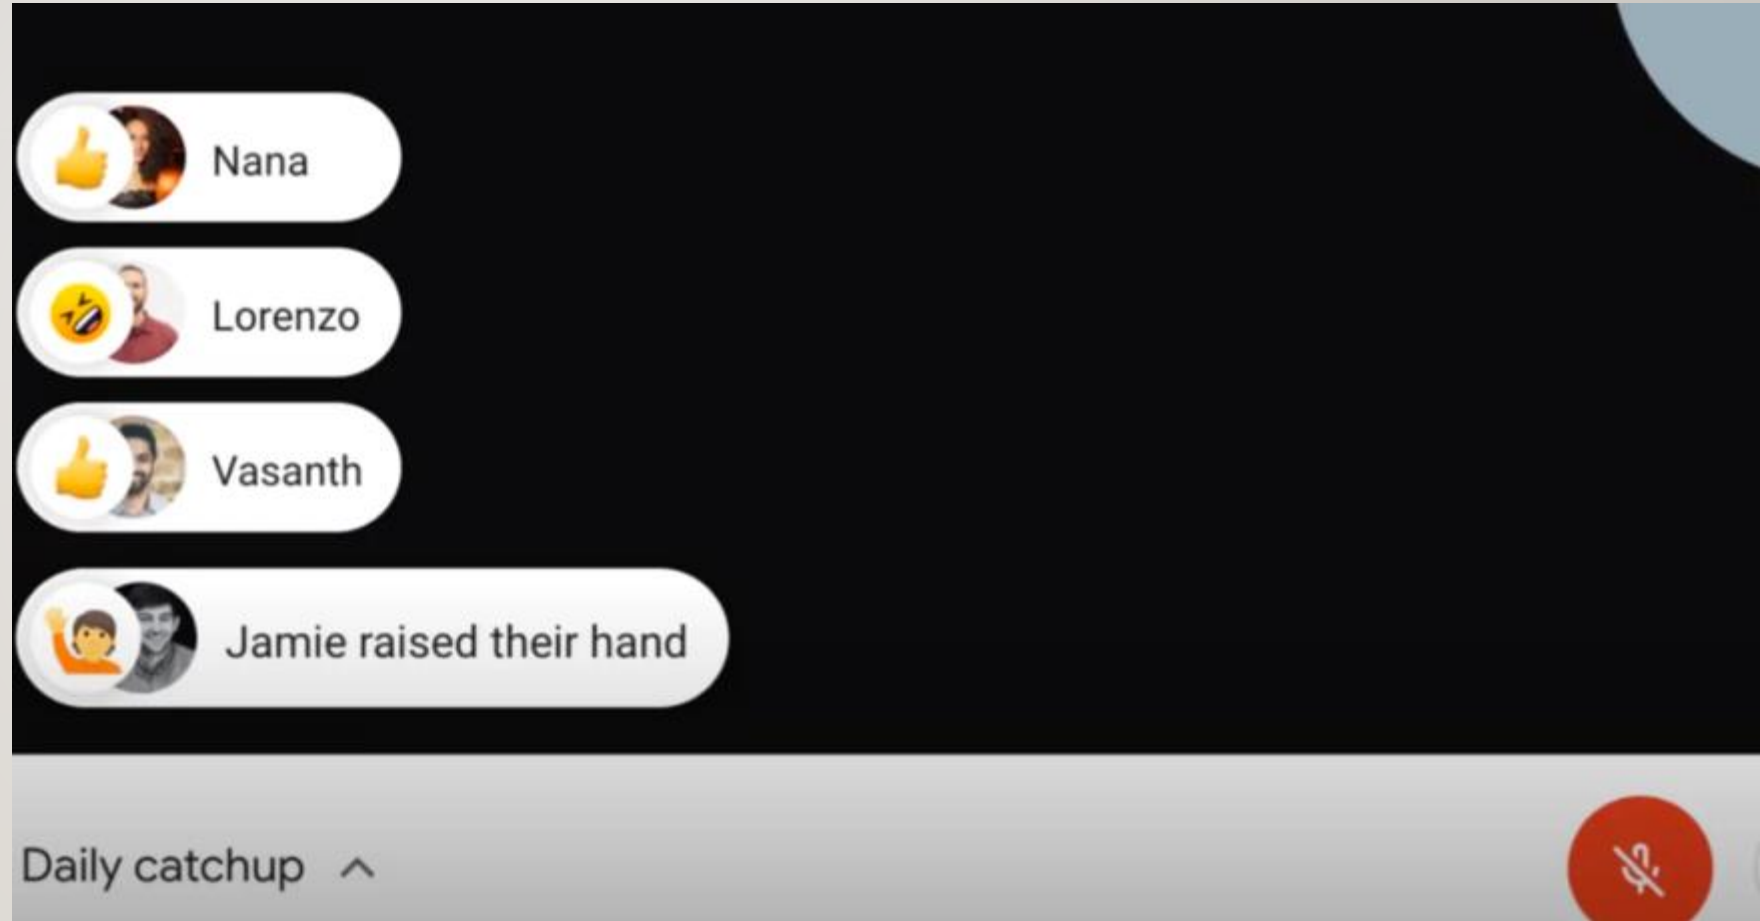 Nana
Lorenzo
Vasanth
Jamie raised their hand
Daily catchup